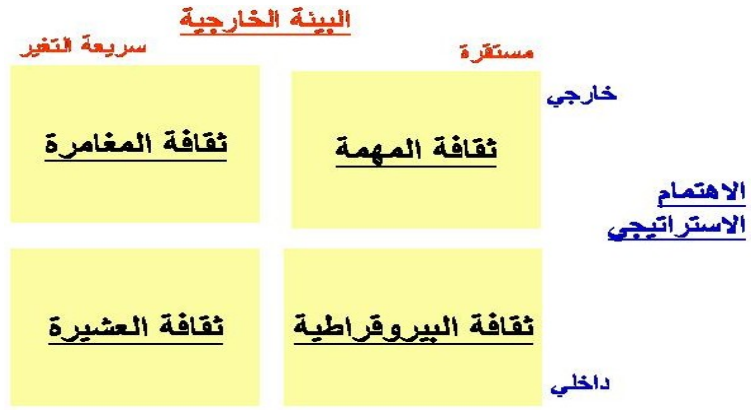 البيئة الخارجية
مستقرة
سريعة التغير
خارجي
ثقافة المهمة
ثقافة المغامرة
الاهتمام
الاستراتيجي
ثقافة البيروقراطية
ثقافة العشيرة
داخلي